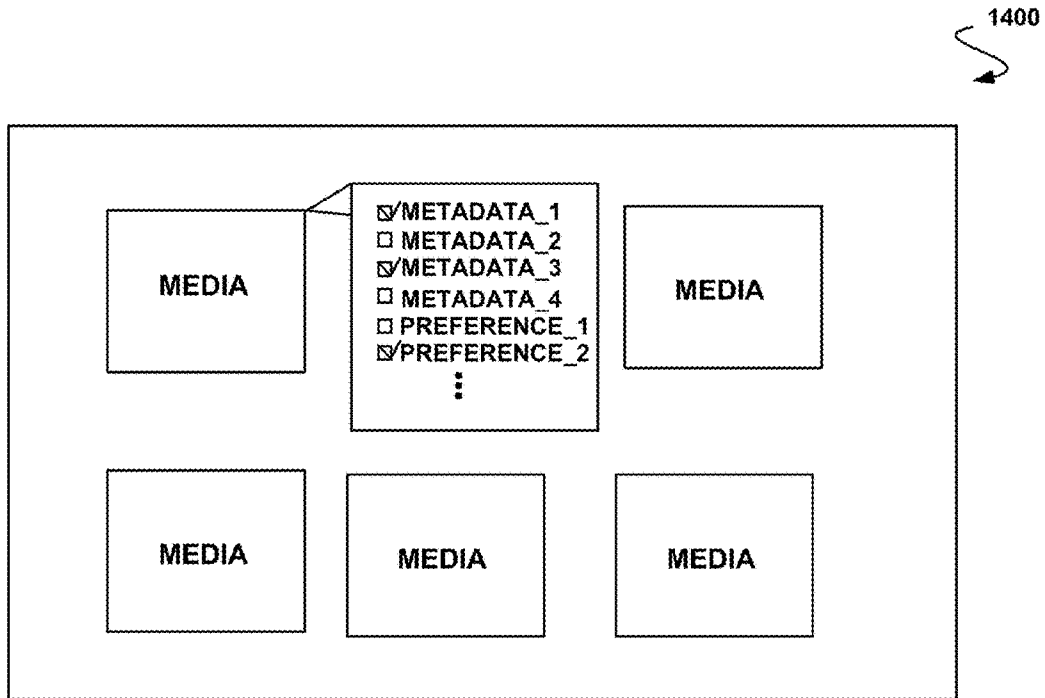 1400
METADATA_1
METADATA_2
METADATA_3
METADATA_4
PREFERENCE_1
PREFERENCE_2
MEDIA
MEDIA
MEDIA
MEDIA
MEDIA